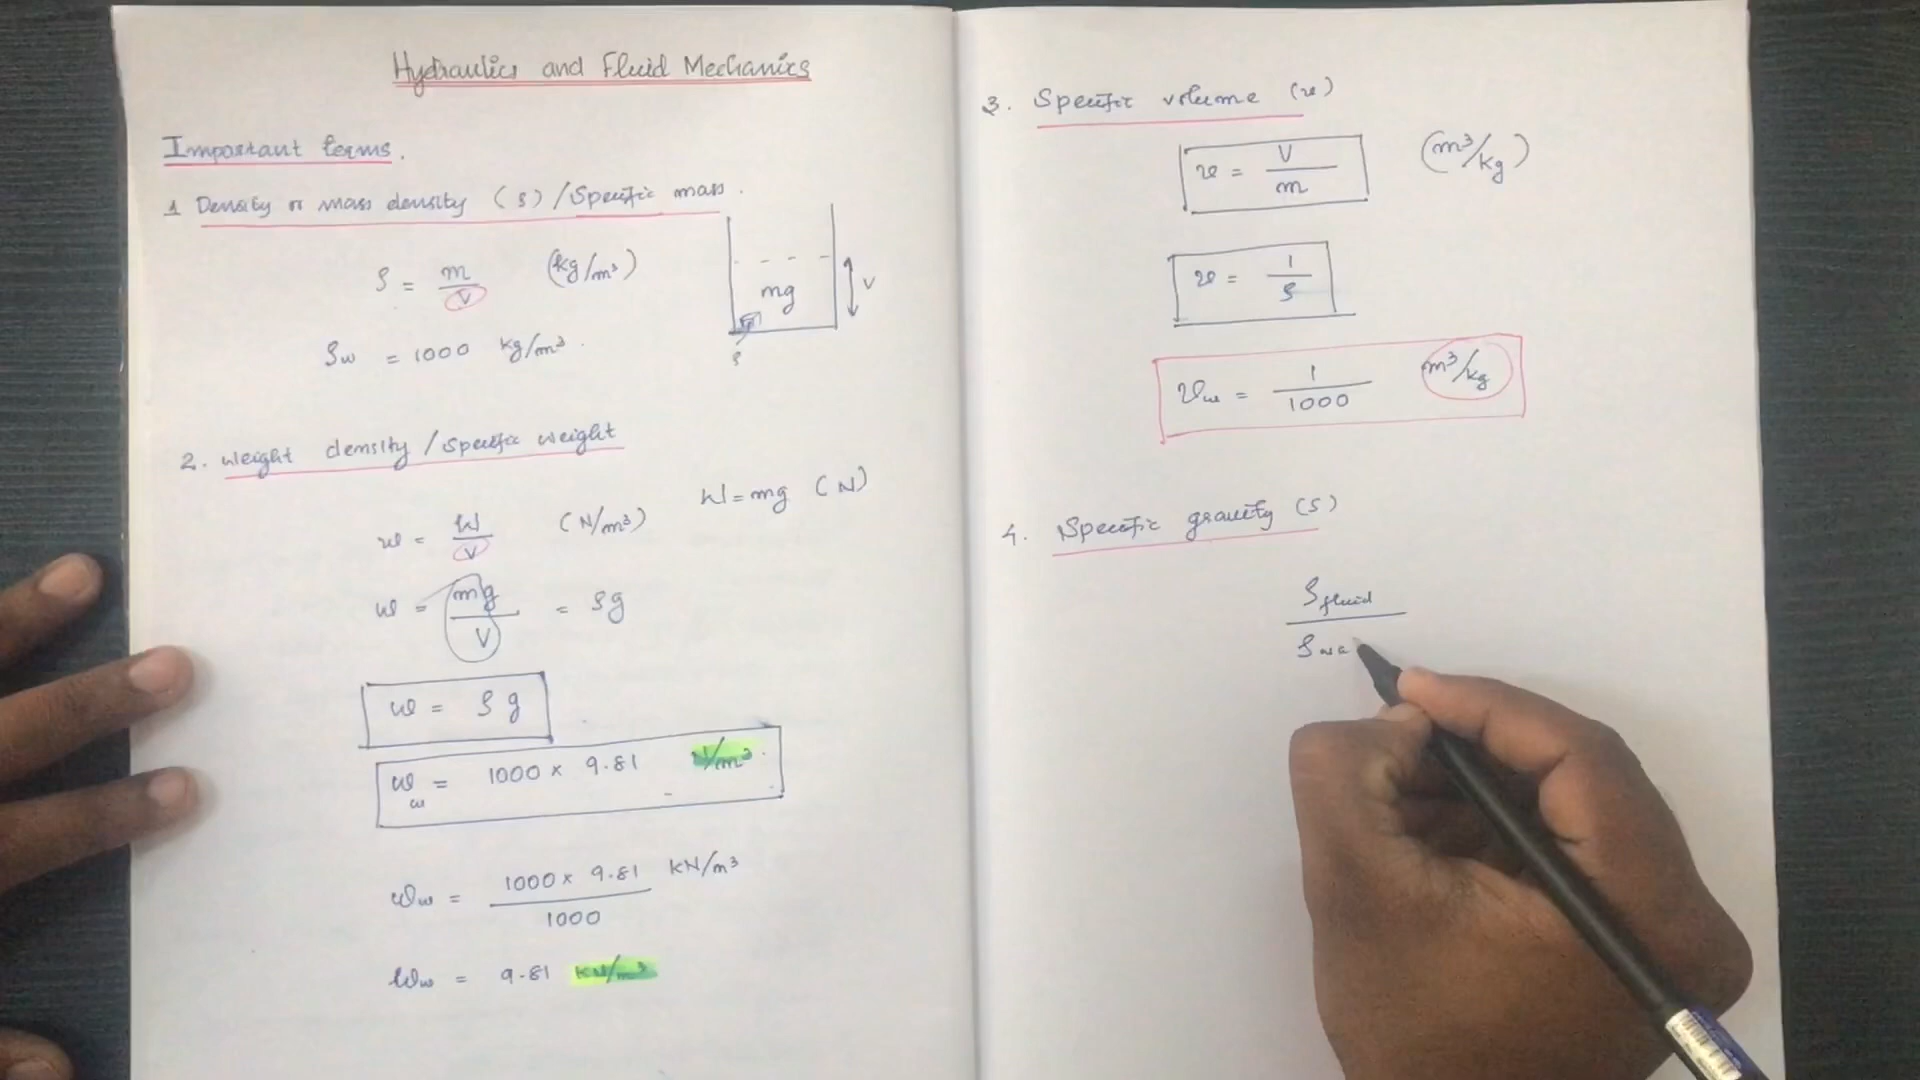 Hydraulics and Fluid Mechanics
Important terms.
1 Density or mass density (ρ) / Specific mass.
ρ = m/V (kg/m³)
mg
V
ρ
ρw = 1000 kg/m³.
2. weight density / Specific weight
w = W/V (N/m³) W = mg (N)
w = mg/V = ρg
w = ρg
ww = 1000 × 9.81 N/m³.
ww = 1000 × 9.81 / 1000 kN/m³
ww = 9.81 kN/m³
3. Specific volume (v)
v = V/m (m³/kg)
v = 1/ρ
vw = 1/1000 m³/kg
4. Specific gravity (S)
ρfluid
ρwa